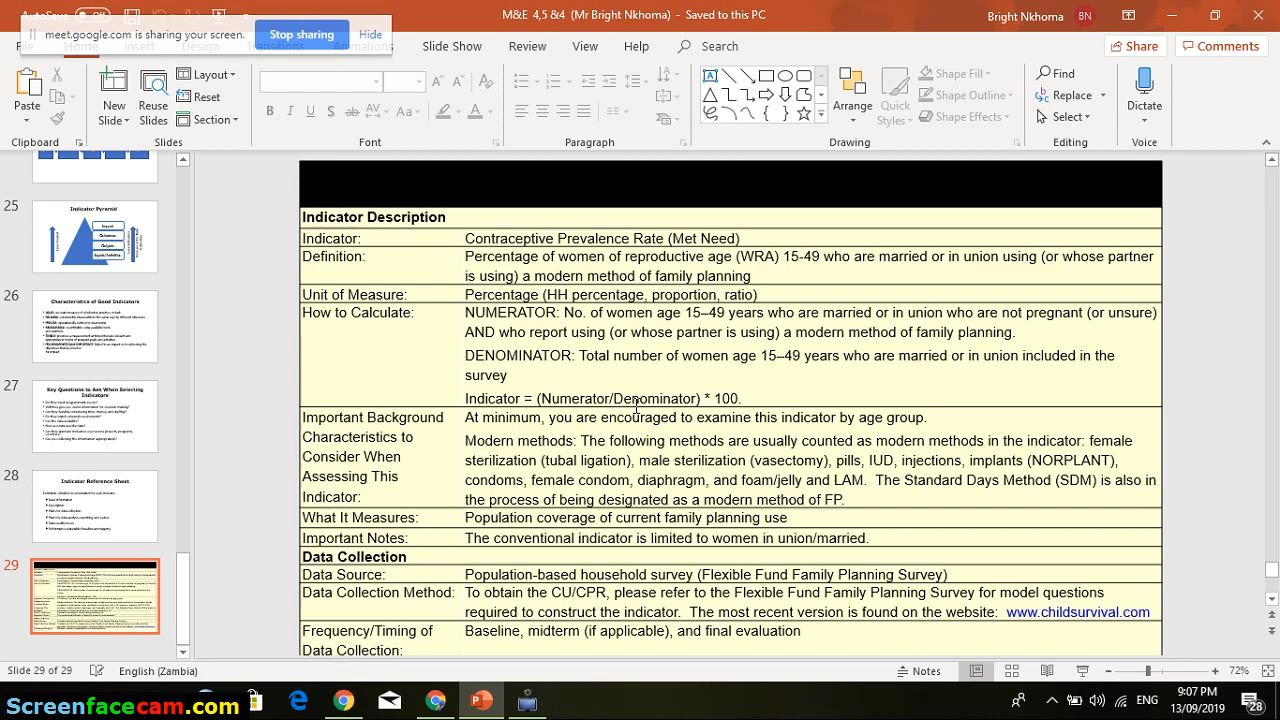 AutoSave Off
M&E 4,5 &4 (Mr Bright Nkhoma) - Saved to this PC
Bright Nkhoma BN
meet.google.com is sharing your screen. Stop sharing Hide
File Home Insert Design Transitions Animations Slide Show Review View Help Search Share Comments
Paste
New Slide
Reuse Slides
Layout
Reset
Section
Arrange
Quick Styles
Shape Fill
Shape Outline
Shape Effects
Find
Replace
Select
Dictate
Clipboard Slides Font Paragraph Drawing Editing Voice
25
Indicator Pyramid
26
Characteristics of Good Indicators
27
Key Questions to Ask When Selecting
Indicators
28
Indicator Reference Sheet
29
Indicator Description
Indicator: Contraceptive Prevalence Rate (Met Need)
Definition: Percentage of women of reproductive age (WRA) 15-49 who are married or in union using (or whose partner
is using) a modern method of family planning
Unit of Measure: Percentage (HH percentage, proportion, ratio)
How to Calculate: NUMERATOR: No. of women age 15–49 years who are married or in union who are not pregnant (or unsure)
AND who report using (or whose partner is using) a modern method of family planning.
DENOMINATOR: Total number of women age 15–49 years who are married or in union included in the
survey
Indicator = (Numerator/Denominator) * 100.
Important Background
Characteristics to
Consider When
Assessing This
Indicator:
Attention you are encouraged to examine method and/or by age group.
Modern methods: The following methods are usually counted as modern methods in the indicator: female
sterilization (tubal ligation), male sterilization (vasectomy), pills, IUD, injections, implants (NORPLANT),
condoms, female condom, diaphragm, and foam/jelly and LAM. The Standard Days Method (SDM) is also in
the process of being designated as a modern method of FP.
What It Measures: Population coverage of current family planning use
Important Notes: The conventional indicator is limited to women in union/married.
Data Collection
Data Source: Population-based household survey (Flexible Fund Family Planning Survey)
Data Collection Method: To obtain the CU/CPR, please refer to the Flexible Fund Family Planning Survey for model questions
required to construct the indicator. The most recent version is found on the website: www.childsurvival.com
Frequency/Timing of
Data Collection:
Baseline, midterm (if applicable), and final evaluation
Slide 29 of 29 English (Zambia) Notes 72%
Screenfacecam.com
ENG
9:07 PM
13/09/2019
28